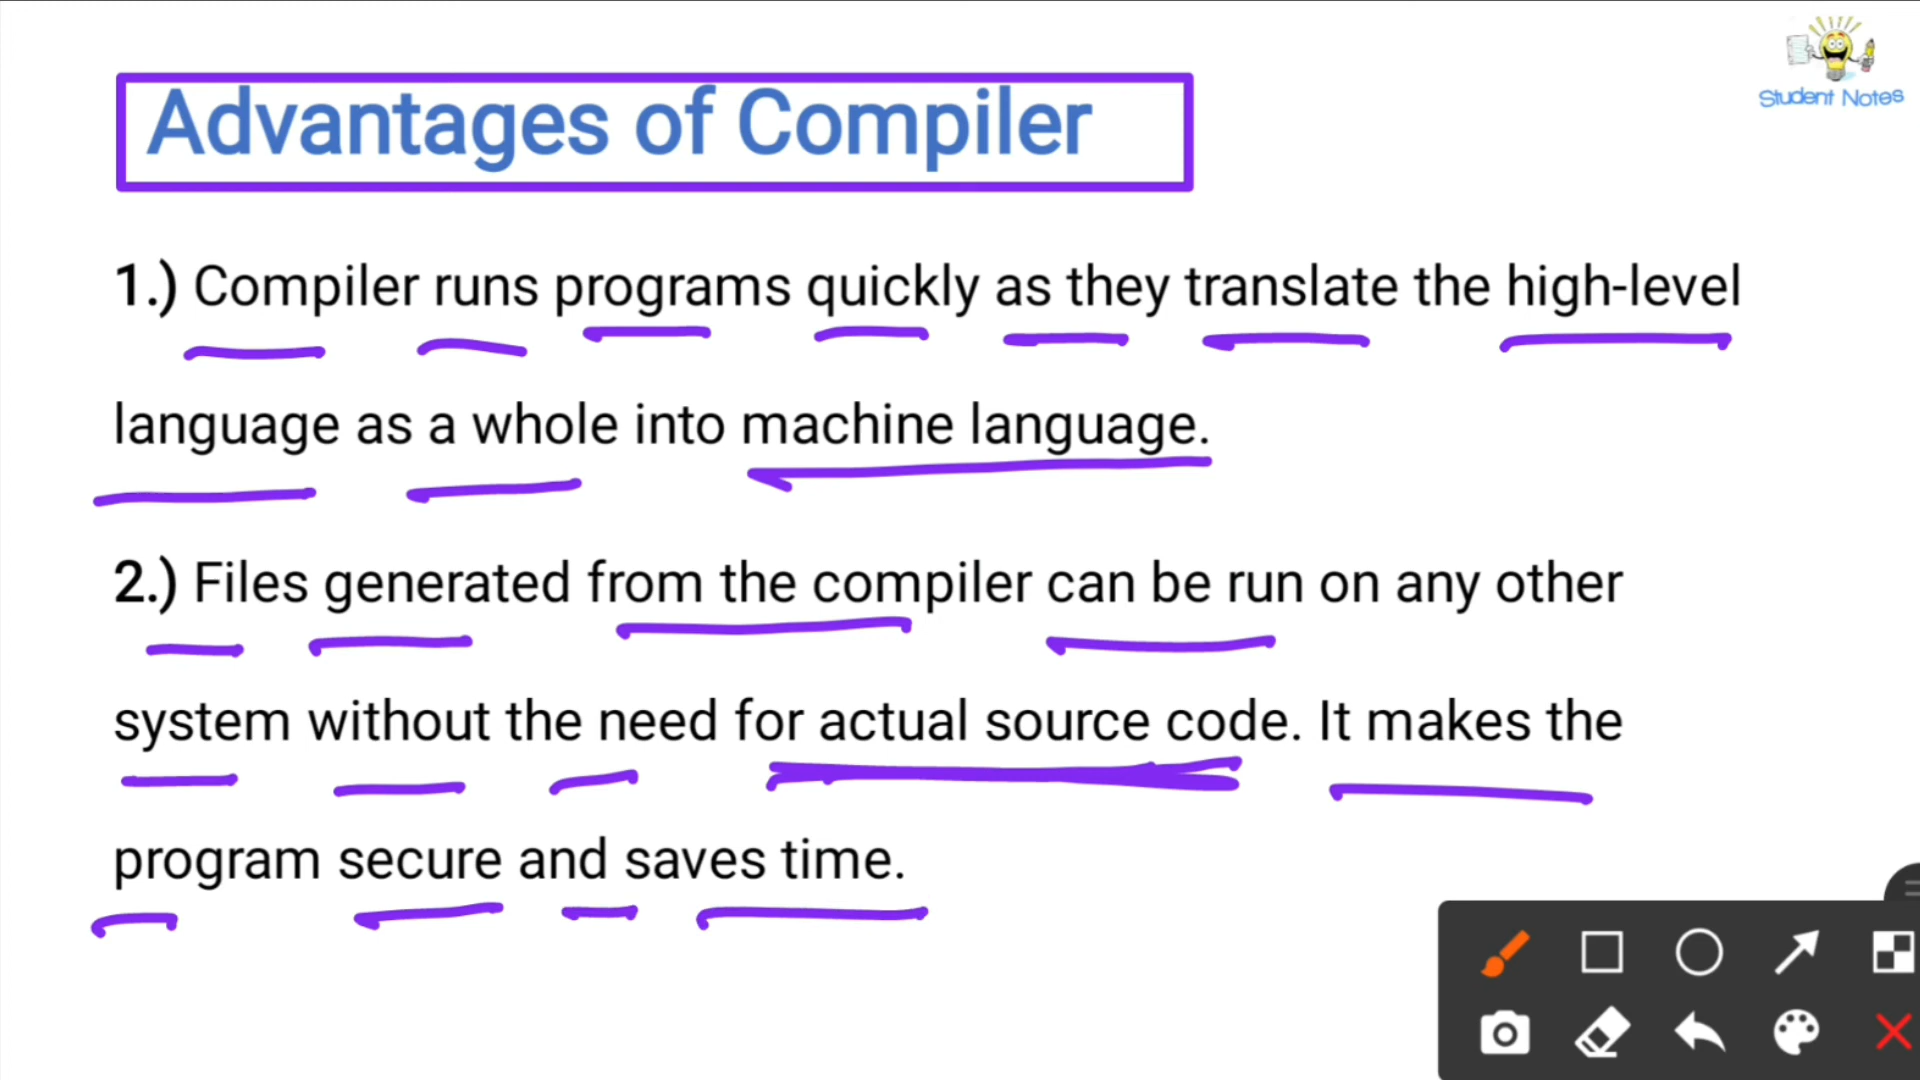 Student Notes
Advantages of Compiler
1.) Compiler runs programs quickly as they translate the high-level
language as a whole into machine language.
2.) Files generated from the compiler can be run on any other
system without the need for actual source code. It makes the
program secure and saves time.